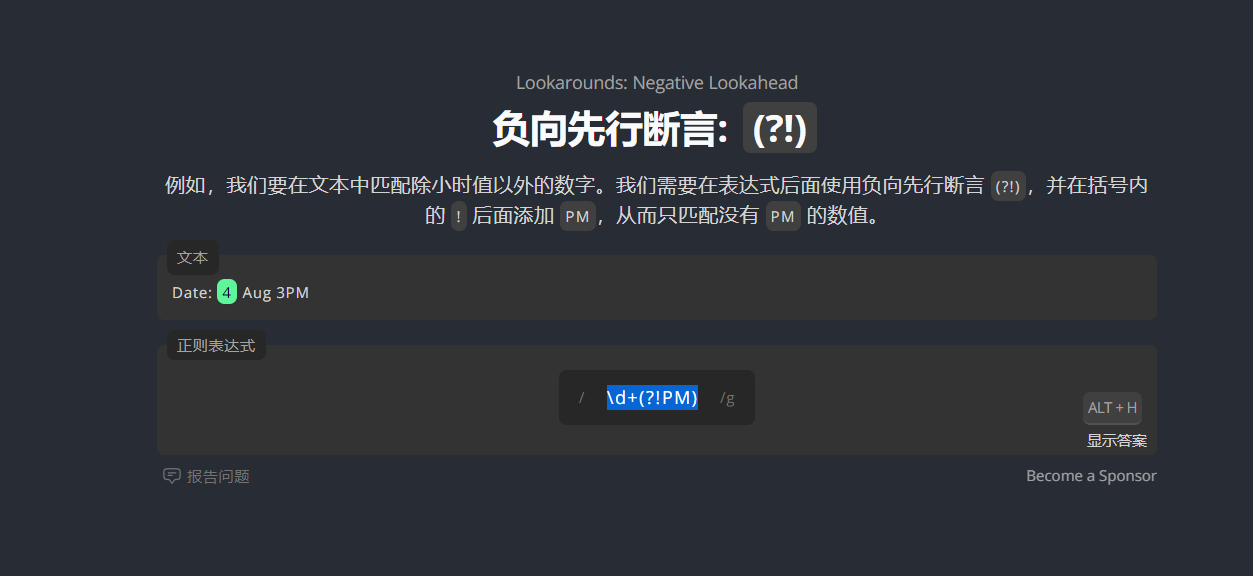 Lookarounds: Negative Lookahead
负向先行断言: (?!)
例如，我们要在文本中匹配除小时值以外的数字。我们需要在表达式后面使用负向先行断言 (?!)，并在括号内
的 ! 后面添加 PM，从而只匹配没有 PM 的数值。
文本
Date: 4 Aug 3PM
正则表达式
/ \d+(?!PM) /g
ALT + H
显示答案
报告问题
Become a Sponsor